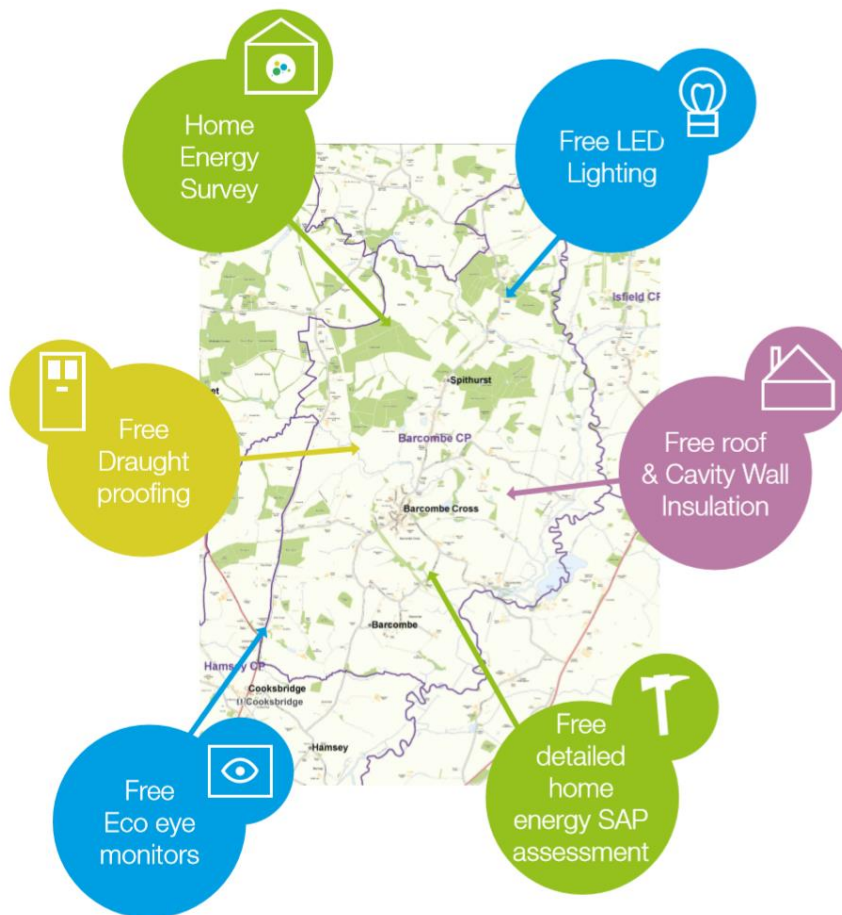 Home
Energy
Survey
Free LED
Lighting
Isfield CP
Spithurst
Free
Draught
proofing
Barcombe CP
Free roof
& Cavity Wall
Insulation
Barcombe Cross
Barcombe
Hamsey CP
Cooksbridge
Cooksbridge
Hamsey
Free
Eco eye
monitors
Free
detailed
home
energy SAP
assessment